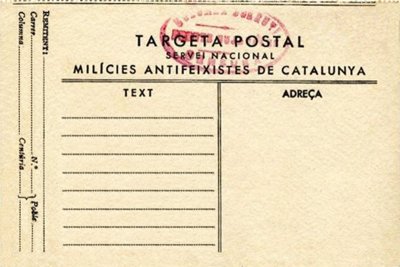 REMITENT:
Carrer
N.º
Poble
Columna
Centúria
TARGETA POSTAL
SERVEI NACIONAL
MILÍCIES ANTIFEIXISTES DE CATALUNYA
TEXT
ADREÇA